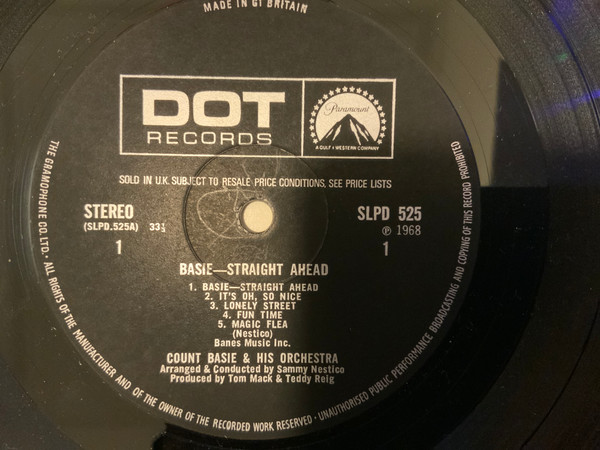 MADE IN GT BRITAIN
DOT
RECORDS
Paramount
A GULF + WESTERN COMPANY
SOLD IN U.K. SUBJECT TO RESALE PRICE CONDITIONS, SEE PRICE LISTS
STEREO
(SLPD.525A) 33⅓
1
SLPD 525
℗ 1968
1
BASIE—STRAIGHT AHEAD
1. BASIE—STRAIGHT AHEAD
2. IT'S OH, SO NICE
3. LONELY STREET
4. FUN TIME
5. MAGIC FLEA
(Nestico)
Banes Music Inc.
COUNT BASIE & HIS ORCHESTRA
Arranged & Conducted by Sammy Nestico
Produced by Tom Mack & Teddy Reig
THE GRAMOPHONE CO. LTD. · ALL RIGHTS OF THE MANUFACTURER AND OF THE OWNER OF THE RECORDED WORK RESERVED · UNAUTHORISED PUBLIC PERFORMANCE BROADCASTING AND COPYING OF THIS RECORD PROHIBITED